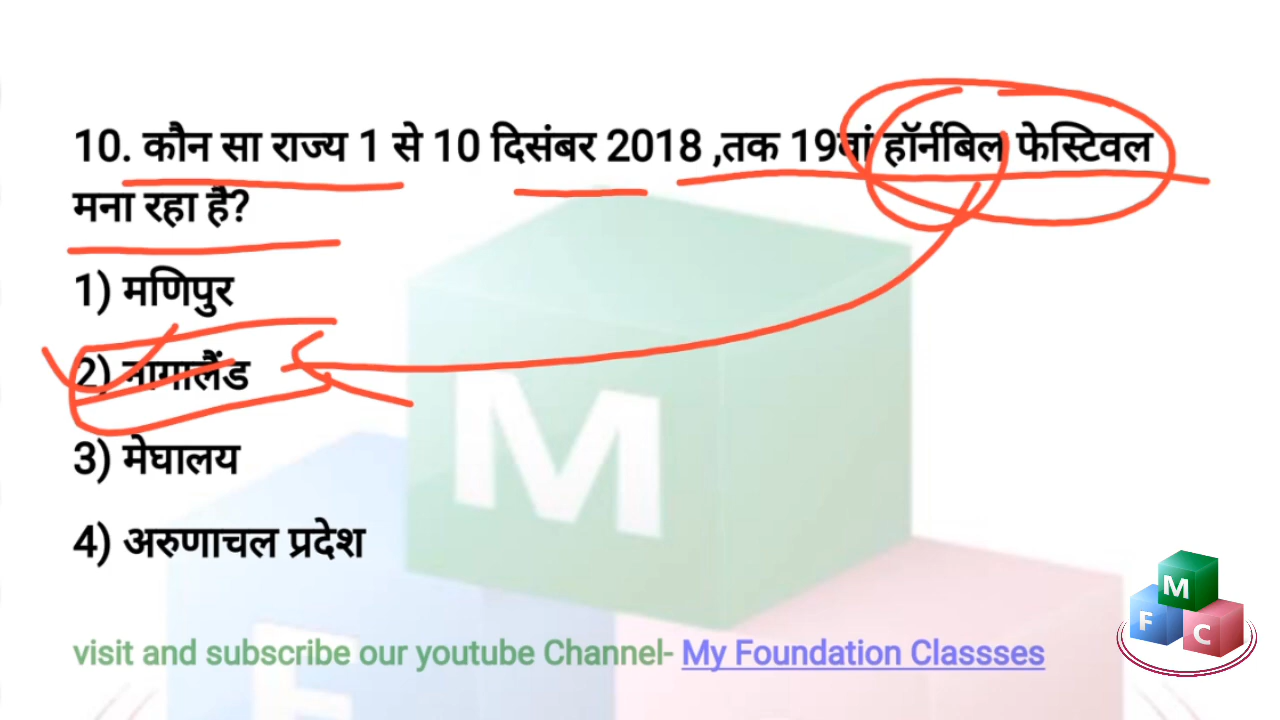 10. कौन सा राज्य 1 से 10 दिसंबर 2018 ,तक 19वां हॉर्नबिल फेस्टिवल
मना रहा है?
1) मणिपुर
2) नागालैंड
3) मेघालय
4) अरुणाचल प्रदेश
visit and subscribe our youtube Channel- My Foundation Classses
M
F
M
F C